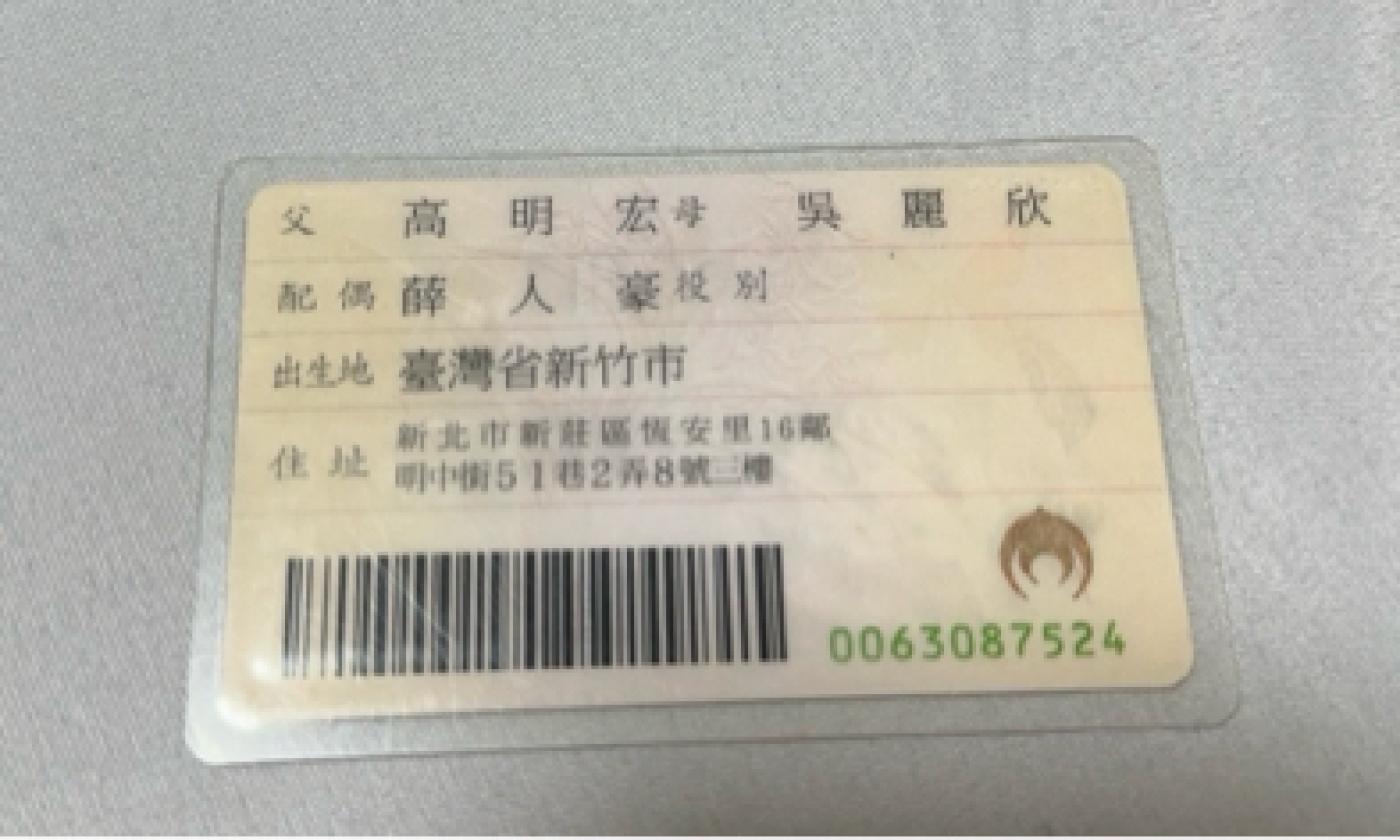 父 高明宏 母 吳麗欣
配偶 薛人豪 役別
出生地 臺灣省新竹市
住址 新北市新莊區恆安里16鄰
明中街51巷2弄8號三樓
0063087524